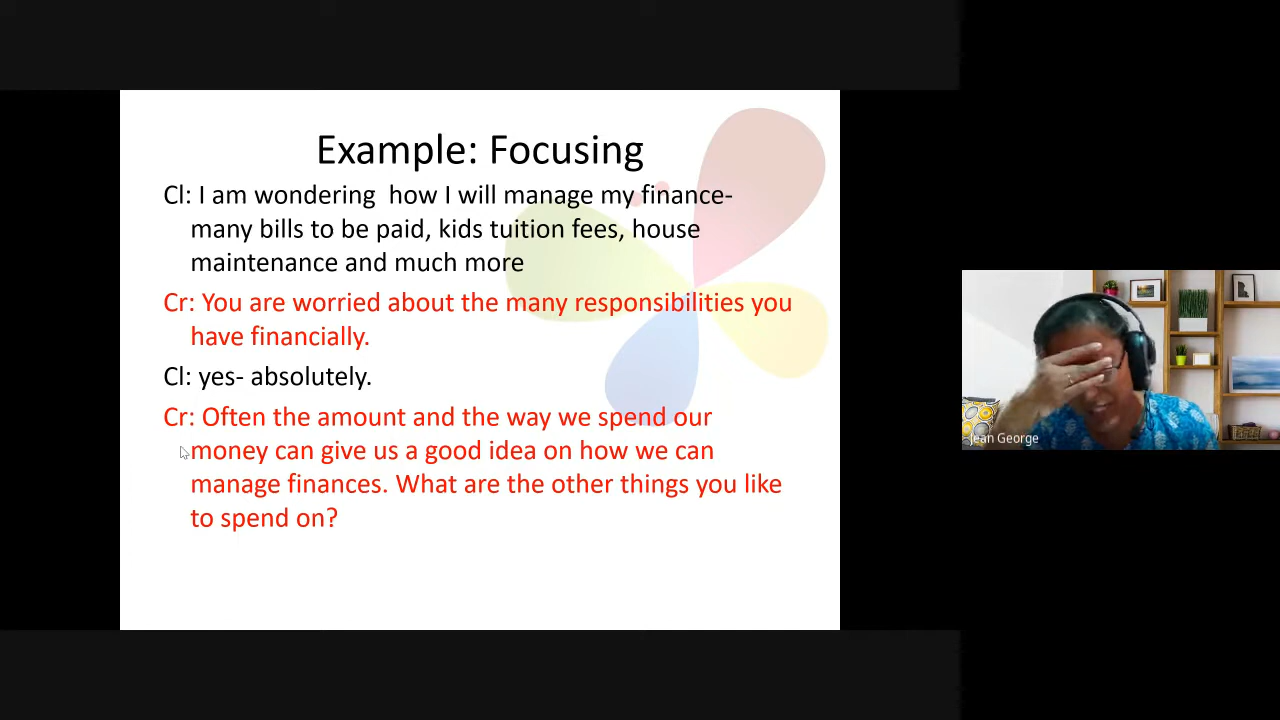 Example: Focusing
Cl: I am wondering  how I will manage my finance-
many bills to be paid, kids tuition fees, house
maintenance and much more
Cr: You are worried about the many responsibilities you
have financially.
Cl: yes- absolutely.
Cr: Often the amount and the way we spend our
money can give us a good idea on how we can
manage finances. What are the other things you like
to spend on?
Jean George